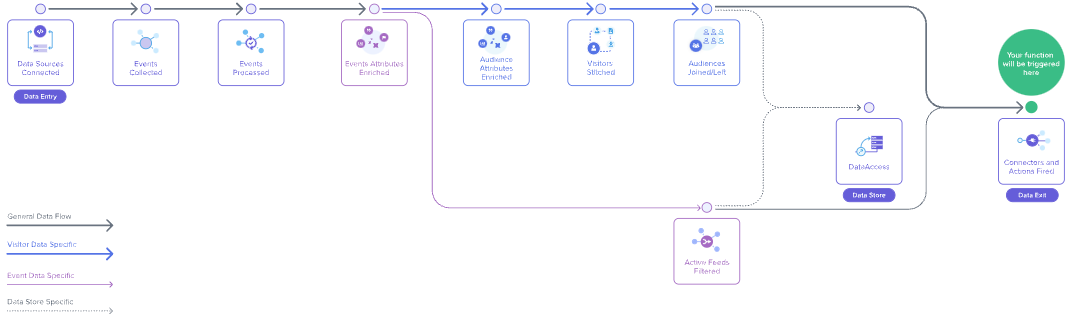 Data Sources
Connected
Data Entry
Events
Collected
Events
Processed
Events Attributes
Enriched
Audience
Attributes
Enriched
Visitors
Stitched
Audiences
Joined/Left
Your function
will be triggered
here
DataAccess
Data Store
Connectors and
Actions Fired
Data Exit
Active Feeds
Filtered
General Data Flow
Visitor Data Specific
Event Data Specific
Data Store Specific